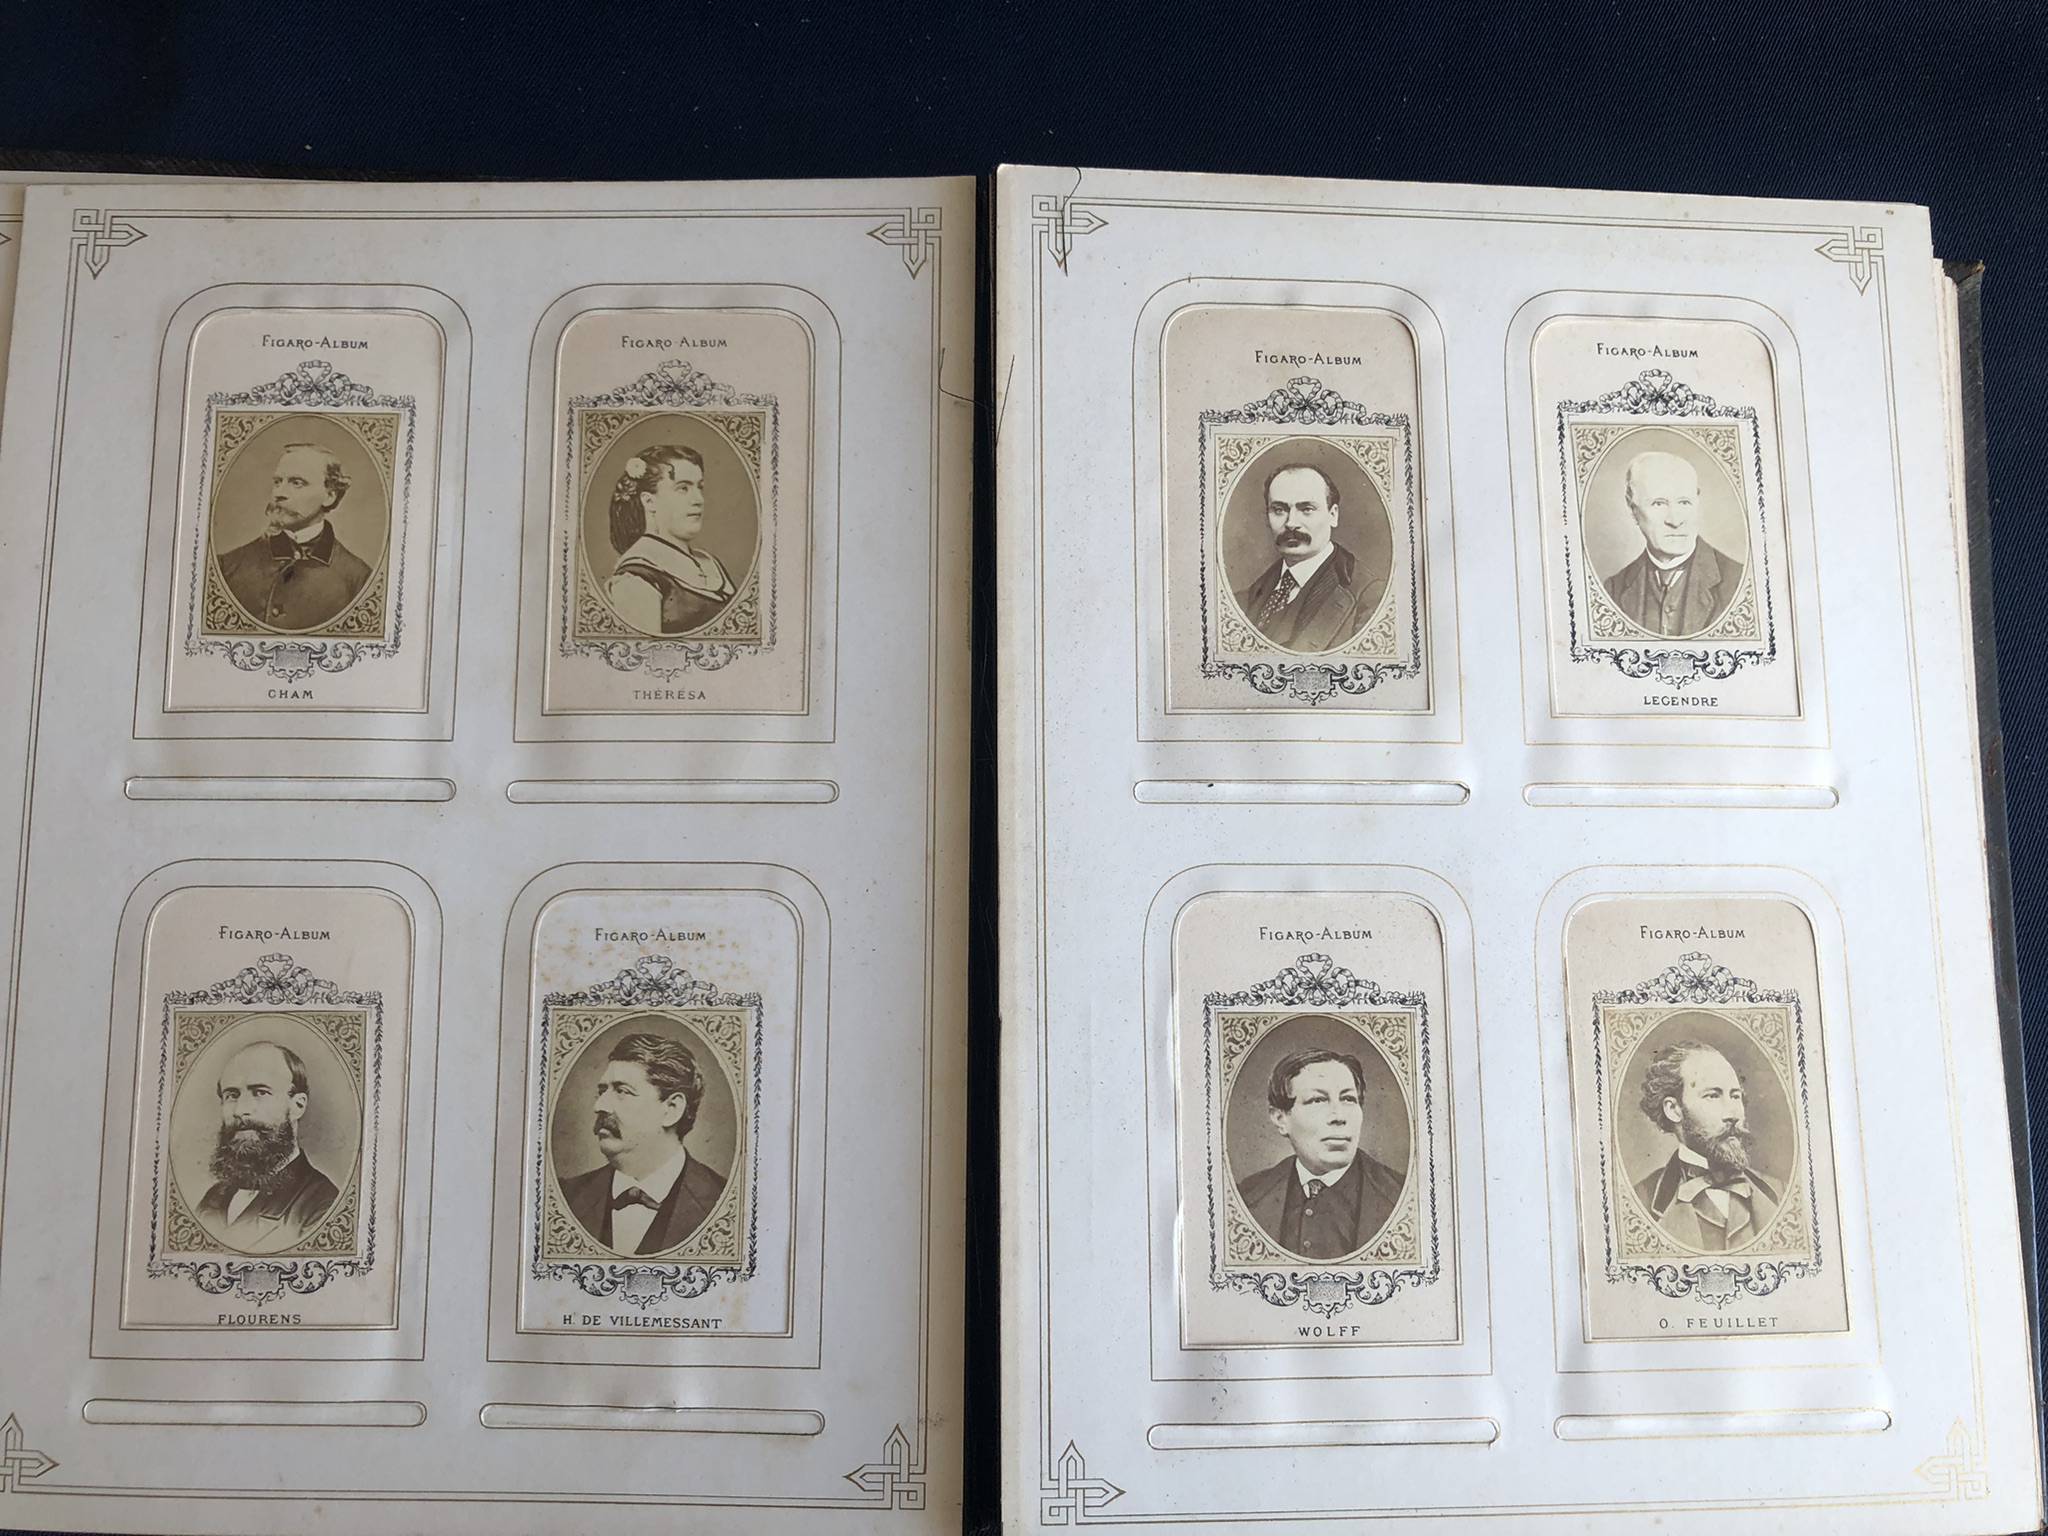 FIGARO-ALBUM
CHAM
FIGARO ALBUM
THÉRÉSA
FIGARO-ALBUM
FLOURENS
FIGARO-ALBUM
H. DE VILLEMESSANT
FIGARO-ALBUM
FIGARO-ALBUM
LEGENDRE
FIGARO-ALBUM
WOLFF
FIGARO-ALBUM
O. FEUILLET